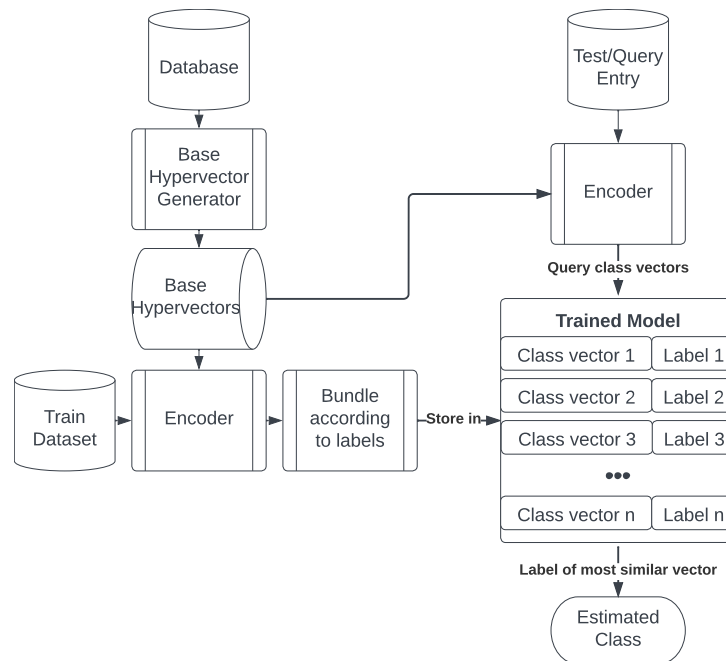 Database
Base
Hypervector
Generator
Base
Hypervectors
Train
Dataset
Encoder
Bundle
according
to labels
Store in
Test/Query
Entry
Encoder
Query class vectors
Trained Model
Class vector 1 Label 1
Class vector 2 Label 2
Class vector 3 Label 3
•••
Class vector n Label n
Label of most similar vector
Estimated
Class